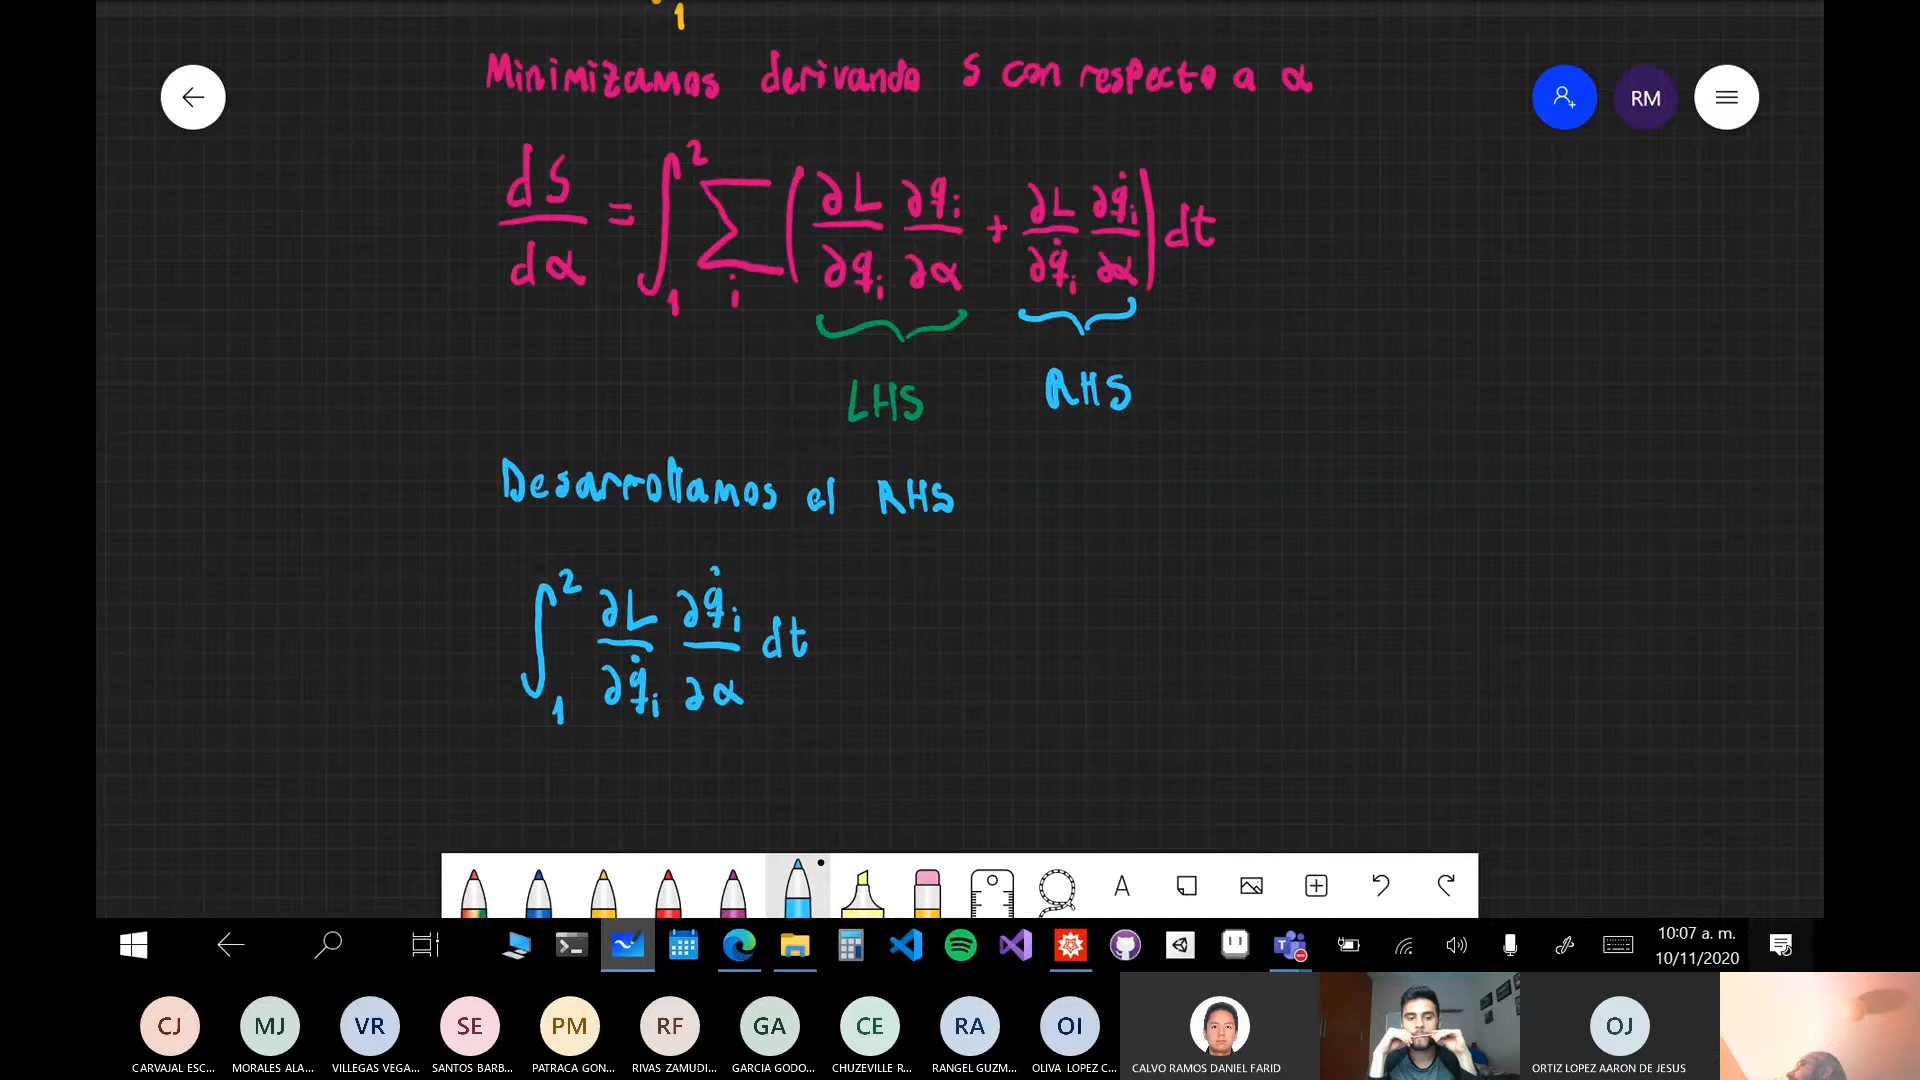 1
Minimizamos derivando S con respecto a α
dS/dα = ∫₁² Σᵢ (∂L/∂qᵢ ∂qᵢ/∂α + ∂L/∂q̇ᵢ ∂q̇ᵢ/∂α) dt
LHS RHS
Desarrollamos el RHS
∫₁² ∂L/∂q̇ᵢ ∂q̇ᵢ/∂α dt
RM
A
10:07 a. m.
10/11/2020
CJ MJ VR SE PM RF GA CE RA OI OJ
CARVAJAL ESC... MORALES ALA... VILLEGAS VEGA... SANTOS BARB... PATRACA GON... RIVAS ZAMUDI... GARCIA GODO... CHUZEVILLE R... RANGEL GUZM... OLIVA LOPEZ C... CALVO RAMOS DANIEL FARID ORTIZ LOPEZ AARON DE JESUS